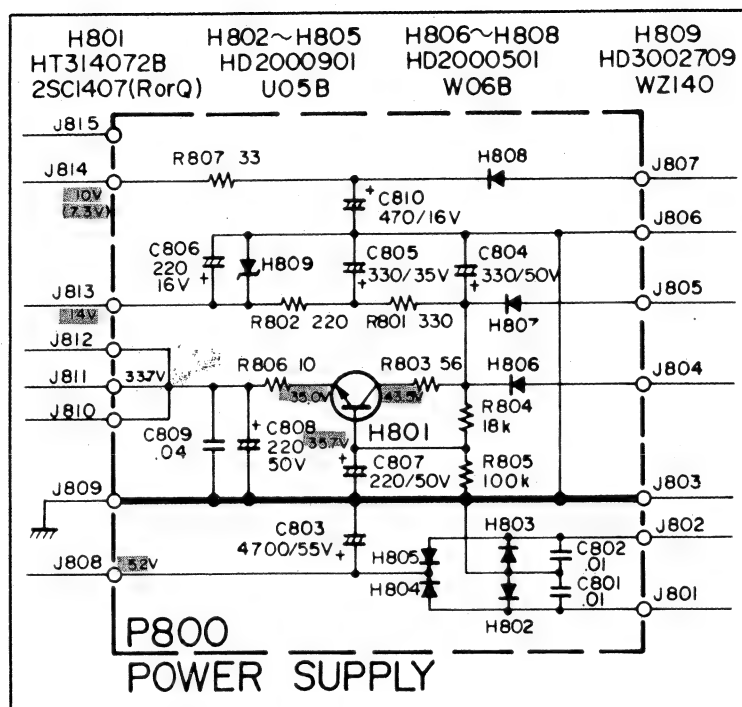 H801
HT314072B
2SC1407(RorQ)
H802~H805
HD2000901
U05B
H806~H808
HD2000501
W06B
H809
HD3002709
WZ140
J815
J814
10V
(7.3V)
R807 33
H808
J807
+
C810
470/16V
J806
C806
220
16V
+
H809
C805
330/35V
+
C804
330/50V
+
J813
14V
R802 220
R801 330
H807
J805
J812
J811
33.7V
J810
R806 10
35.0V
R803 56
43.5V
H806
J804
H801
R804
18k
C809
.04
+
C808
220
50V
35.7V
+
C807
220/50V
R805
100k
J809
J803
C803
4700/55V
+
H803
J802
H805
C802
.01
J808
52V
H804
C801
.01
H802
J801
P800
POWER SUPPLY